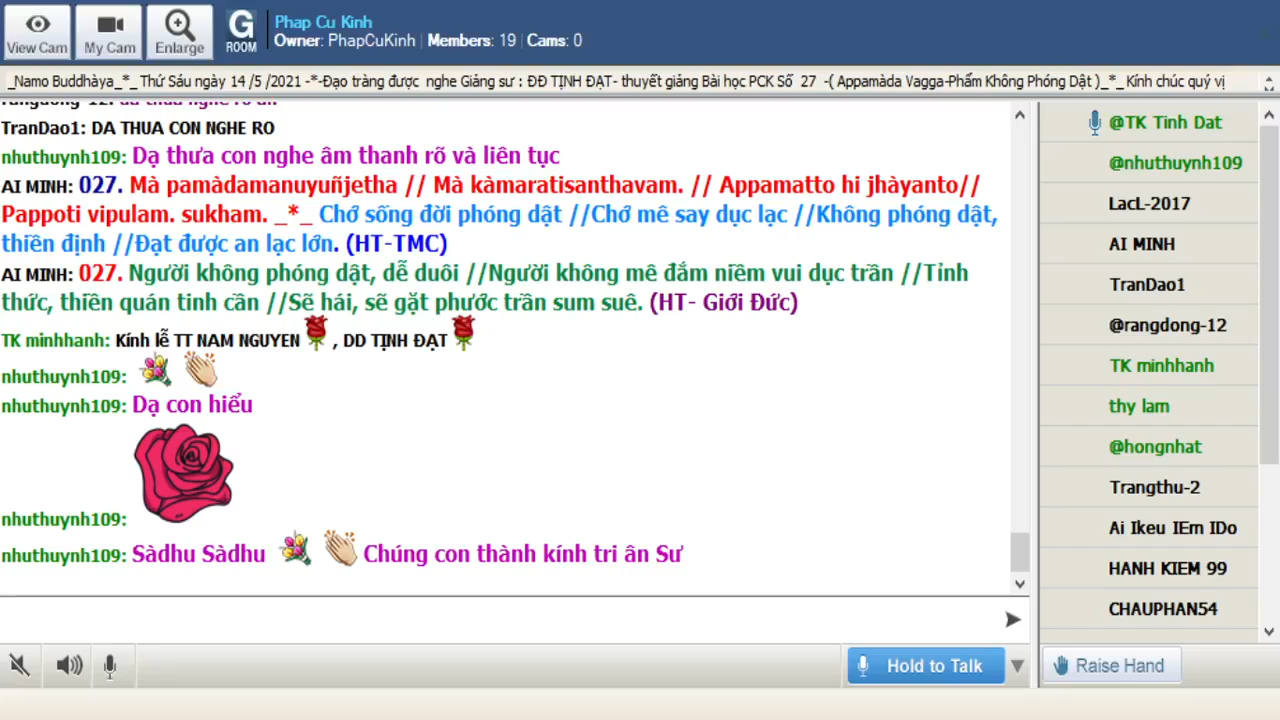 View Cam
My Cam
Enlarge
G
ROOM
Phap Cu Kinh
Owner: PhapCuKinh | Members: 19 | Cams: 0
_Namo Buddhàya_*_ Thứ Sáu ngày 14 /5 /2021 -*-Đạo tràng được nghe Giảng sư : ĐĐ TỊNH ĐẠT- thuyết giảng Bài học PCK Số 27 -( Appamàda Vagga-Phẩm Không Phóng Dật )_*_Kính chúc quý vị
TranDao1: DA THUA CON NGHE RO
nhuthuynh109: Dạ thưa con nghe âm thanh rõ và liên tục
AI MINH: 027. Mà pamàdamanuyuñjetha // Mà kàmaratisanthavam. // Appamatto hi jhàyanto//
Pappoti vipulam. sukham. _*_ Chớ sống đời phóng dật //Chớ mê say dục lạc //Không phóng dật,
thiền định //Đạt được an lạc lớn. (HT-TMC)
AI MINH: 027. Người không phóng dật, dễ duôi //Người không mê đắm niềm vui dục trần //Tỉnh
thức, thiền quán tinh cần //Sẽ hái, sẽ gặt phước trần sum suê. (HT- Giới Đức)
TK minhhanh: Kính lễ TT NAM NGUYEN , DD TỊNH ĐẠT
nhuthuynh109:
nhuthuynh109: Dạ con hiểu
nhuthuynh109:
nhuthuynh109: Sàdhu Sàdhu Chúng con thành kính tri ân Sư
@TK Tinh Dat
@nhuthuynh109
LacL-2017
AI MINH
TranDao1
@rangdong-12
TK minhhanh
thy lam
@hongnhat
Trangthu-2
Ai Ikeu IEm IDo
HANH KIEM 99
CHAUPHAN54
Hold to Talk
Raise Hand